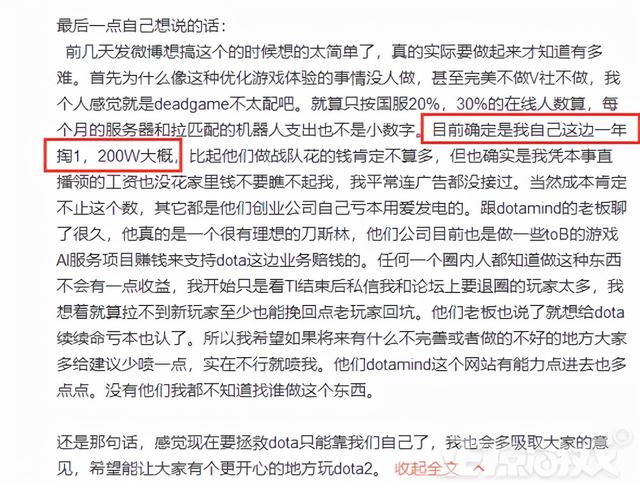 最后一点自己想说的话：
前几天发微博想搞这个的时候想的太简单了，真的实际要做起来才知道有多
难。首先为什么像这种优化游戏体验的事情没人做，甚至完美不做V社不做，我
个人感觉就是deadgame不太配吧。就算只按国服20%，30%的在线人数算，每
个月的服务器和拉匹配的机器人支出也不是小数字。目前确定是我自己这边一年
掏1，200W大概，比起他们做战队花的钱肯定不算多，但也确实是我凭本事直
播领的工资也没花家里钱不要瞧不起我，我平常连广告都没接过。当然成本肯定
不止这个数，其它都是他们创业公司自己亏本用爱发电的。跟dotamind的老板聊
了很久，他真的是一个很有理想的刀斯林，他们公司目前也是做一些toB的游戏
AI服务项目赚钱来支持dota这边业务赔钱的。任何一个圈内人都知道做这种东西
不会有一点收益，我开始只是看TI结束后私信我和论坛上要退圈的玩家太多，我
想着就算拉不到新玩家至少也能挽回点老玩家回坑。他们老板也说了就想给dota
续续命亏本也认了。所以我希望如果将来有什么不完善或者做的不好的地方大家
多给建议少喷一点，实在不行就喷我。他们dotamind这个网站有能力点进去也多
点点。没有他们我都不知道找谁做这个东西。
还是那句话，感觉现在要拯救dota只能靠我们自己了，我也会多吸取大家的意
见，希望能让大家有个更开心的地方玩dota2。 收起全文